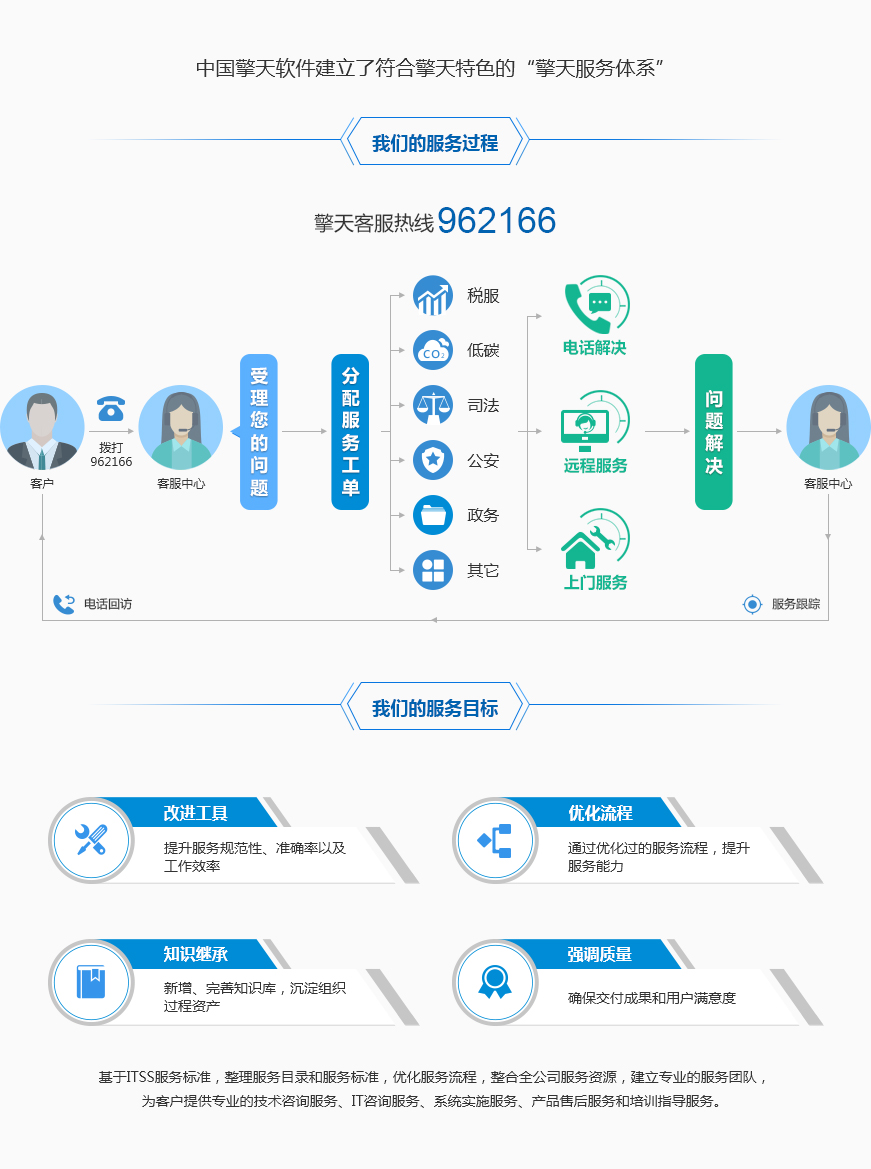 中国擎天软件建立了符合擎天特色的“擎天服务体系”
我们的服务过程
擎天客服热线962166
客户
拨打
962166
客服中心
受理您的问题
分配服务工单
税服
CO2
低碳
司法
公安
政务
其它
电话解决
远程服务
上门服务
问题解决
客服中心
电话回访
服务跟踪
我们的服务目标
改进工具
提升服务规范性、准确率以及
工作效率
优化流程
通过优化过的服务流程，提升
服务能力
知识继承
新增、完善知识库，沉淀组织
过程资产
强调质量
确保交付成果和用户满意度
基于ITSS服务标准，整理服务目录和服务标准，优化服务流程，整合全公司服务资源，建立专业的服务团队，
为客户提供专业的技术咨询服务、IT咨询服务、系统实施服务、产品售后服务和培训指导服务。